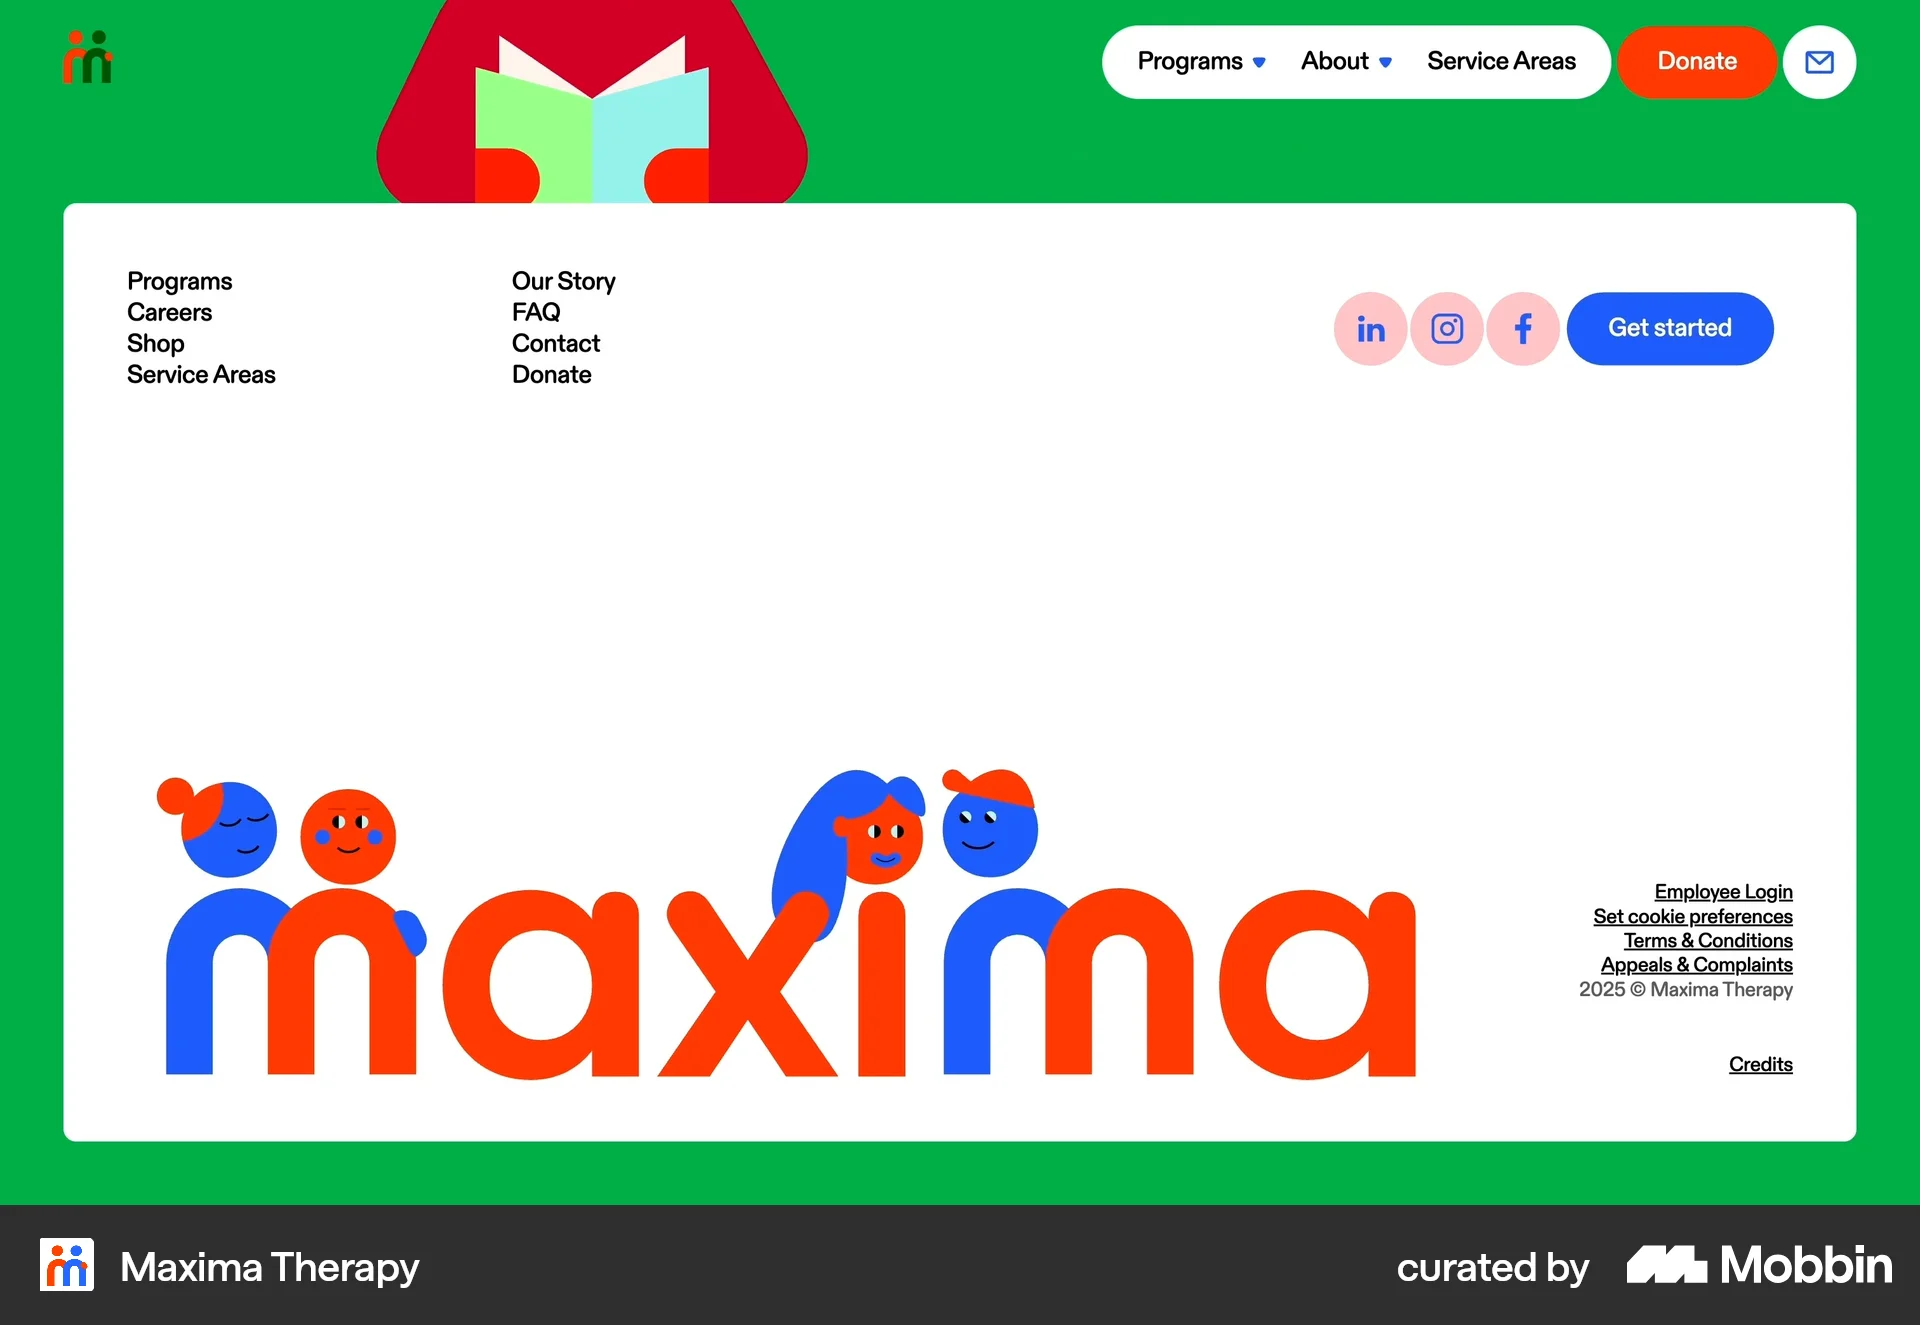 Programs About Service Areas Donate
Programs
Careers
Shop
Service Areas
Our Story
FAQ
Contact
Donate
in f Get started
maxima
Employee Login
Set cookie preferences
Terms & Conditions
Appeals & Complaints
2025 © Maxima Therapy
Credits
Maxima Therapy
curated by Mobbin